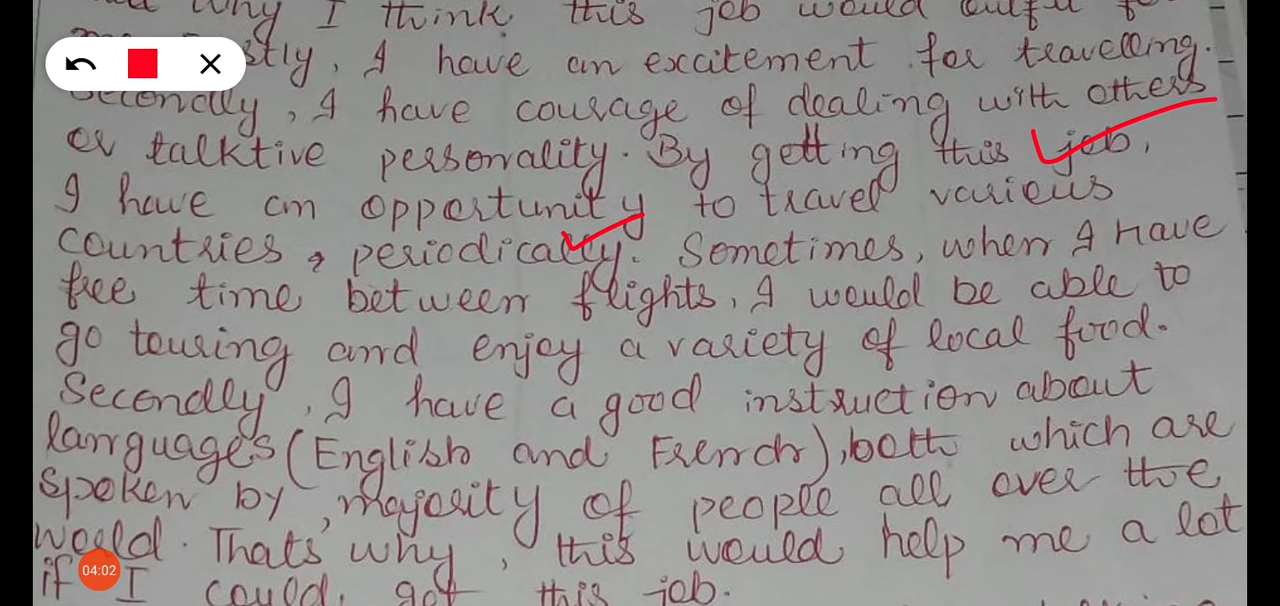 why I think this job would
stly, I have an excitement for travelling.
Secondly, I have courage of dealing with others
or talktive personality. By getting this job,
I have an opportunity to travel various
countries, periodically. Sometimes, when I have
free time between flights, I would be able to
go touring and enjoy a variety of local food.
Secondly, I have a good instruction about
languages (English and French), both which are
spoken by, majority of people all over the
world. Thats' why, this would help me a lot
if I could, get this job.
04:02